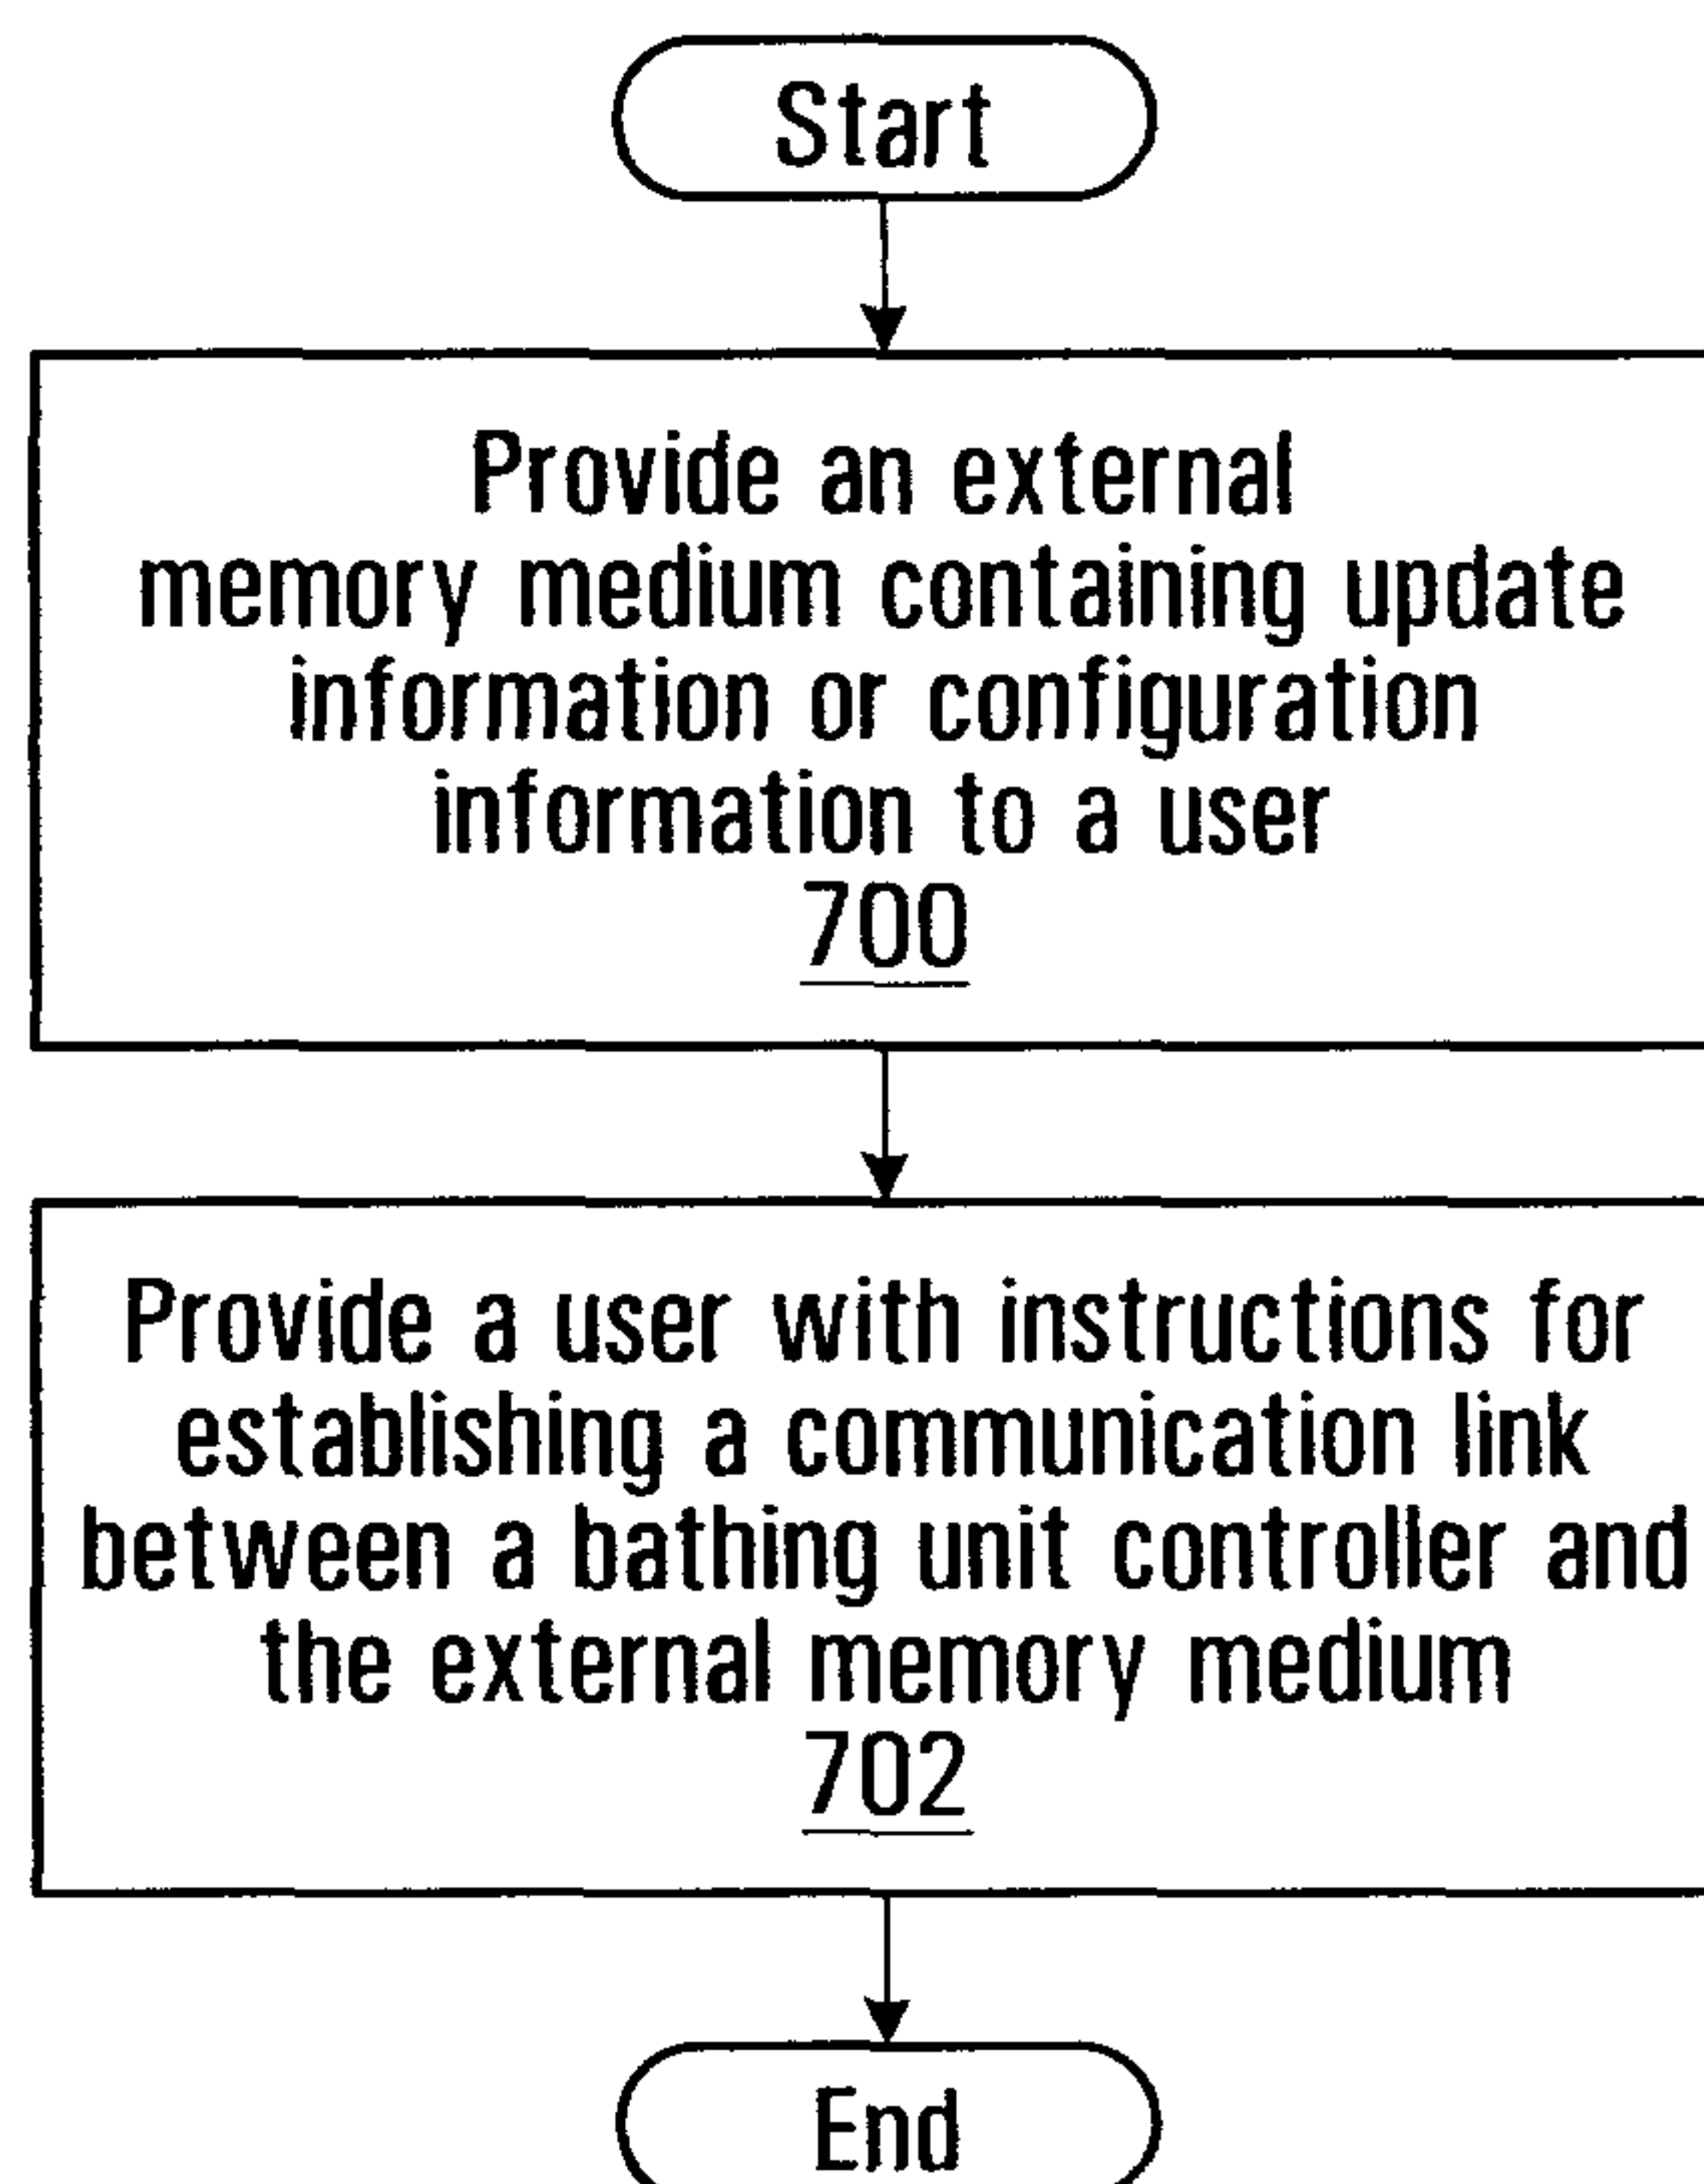 Start
Provide an external
memory medium containing update
information or configuration
information to a user
700
Provide a user with instructions for
establishing a communication link
between a bathing unit controller and
the external memory medium
702
End